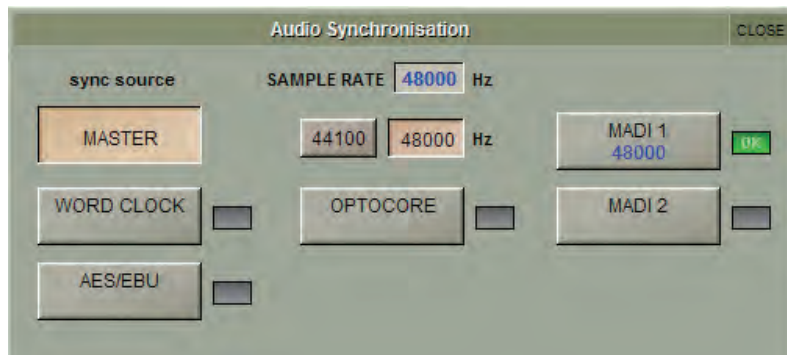 Audio Synchronisation CLOSE
sync source SAMPLE RATE 48000 Hz
MASTER 44100 48000 Hz MADI 1
48000 OK
WORD CLOCK OPTOCORE MADI 2
AES/EBU